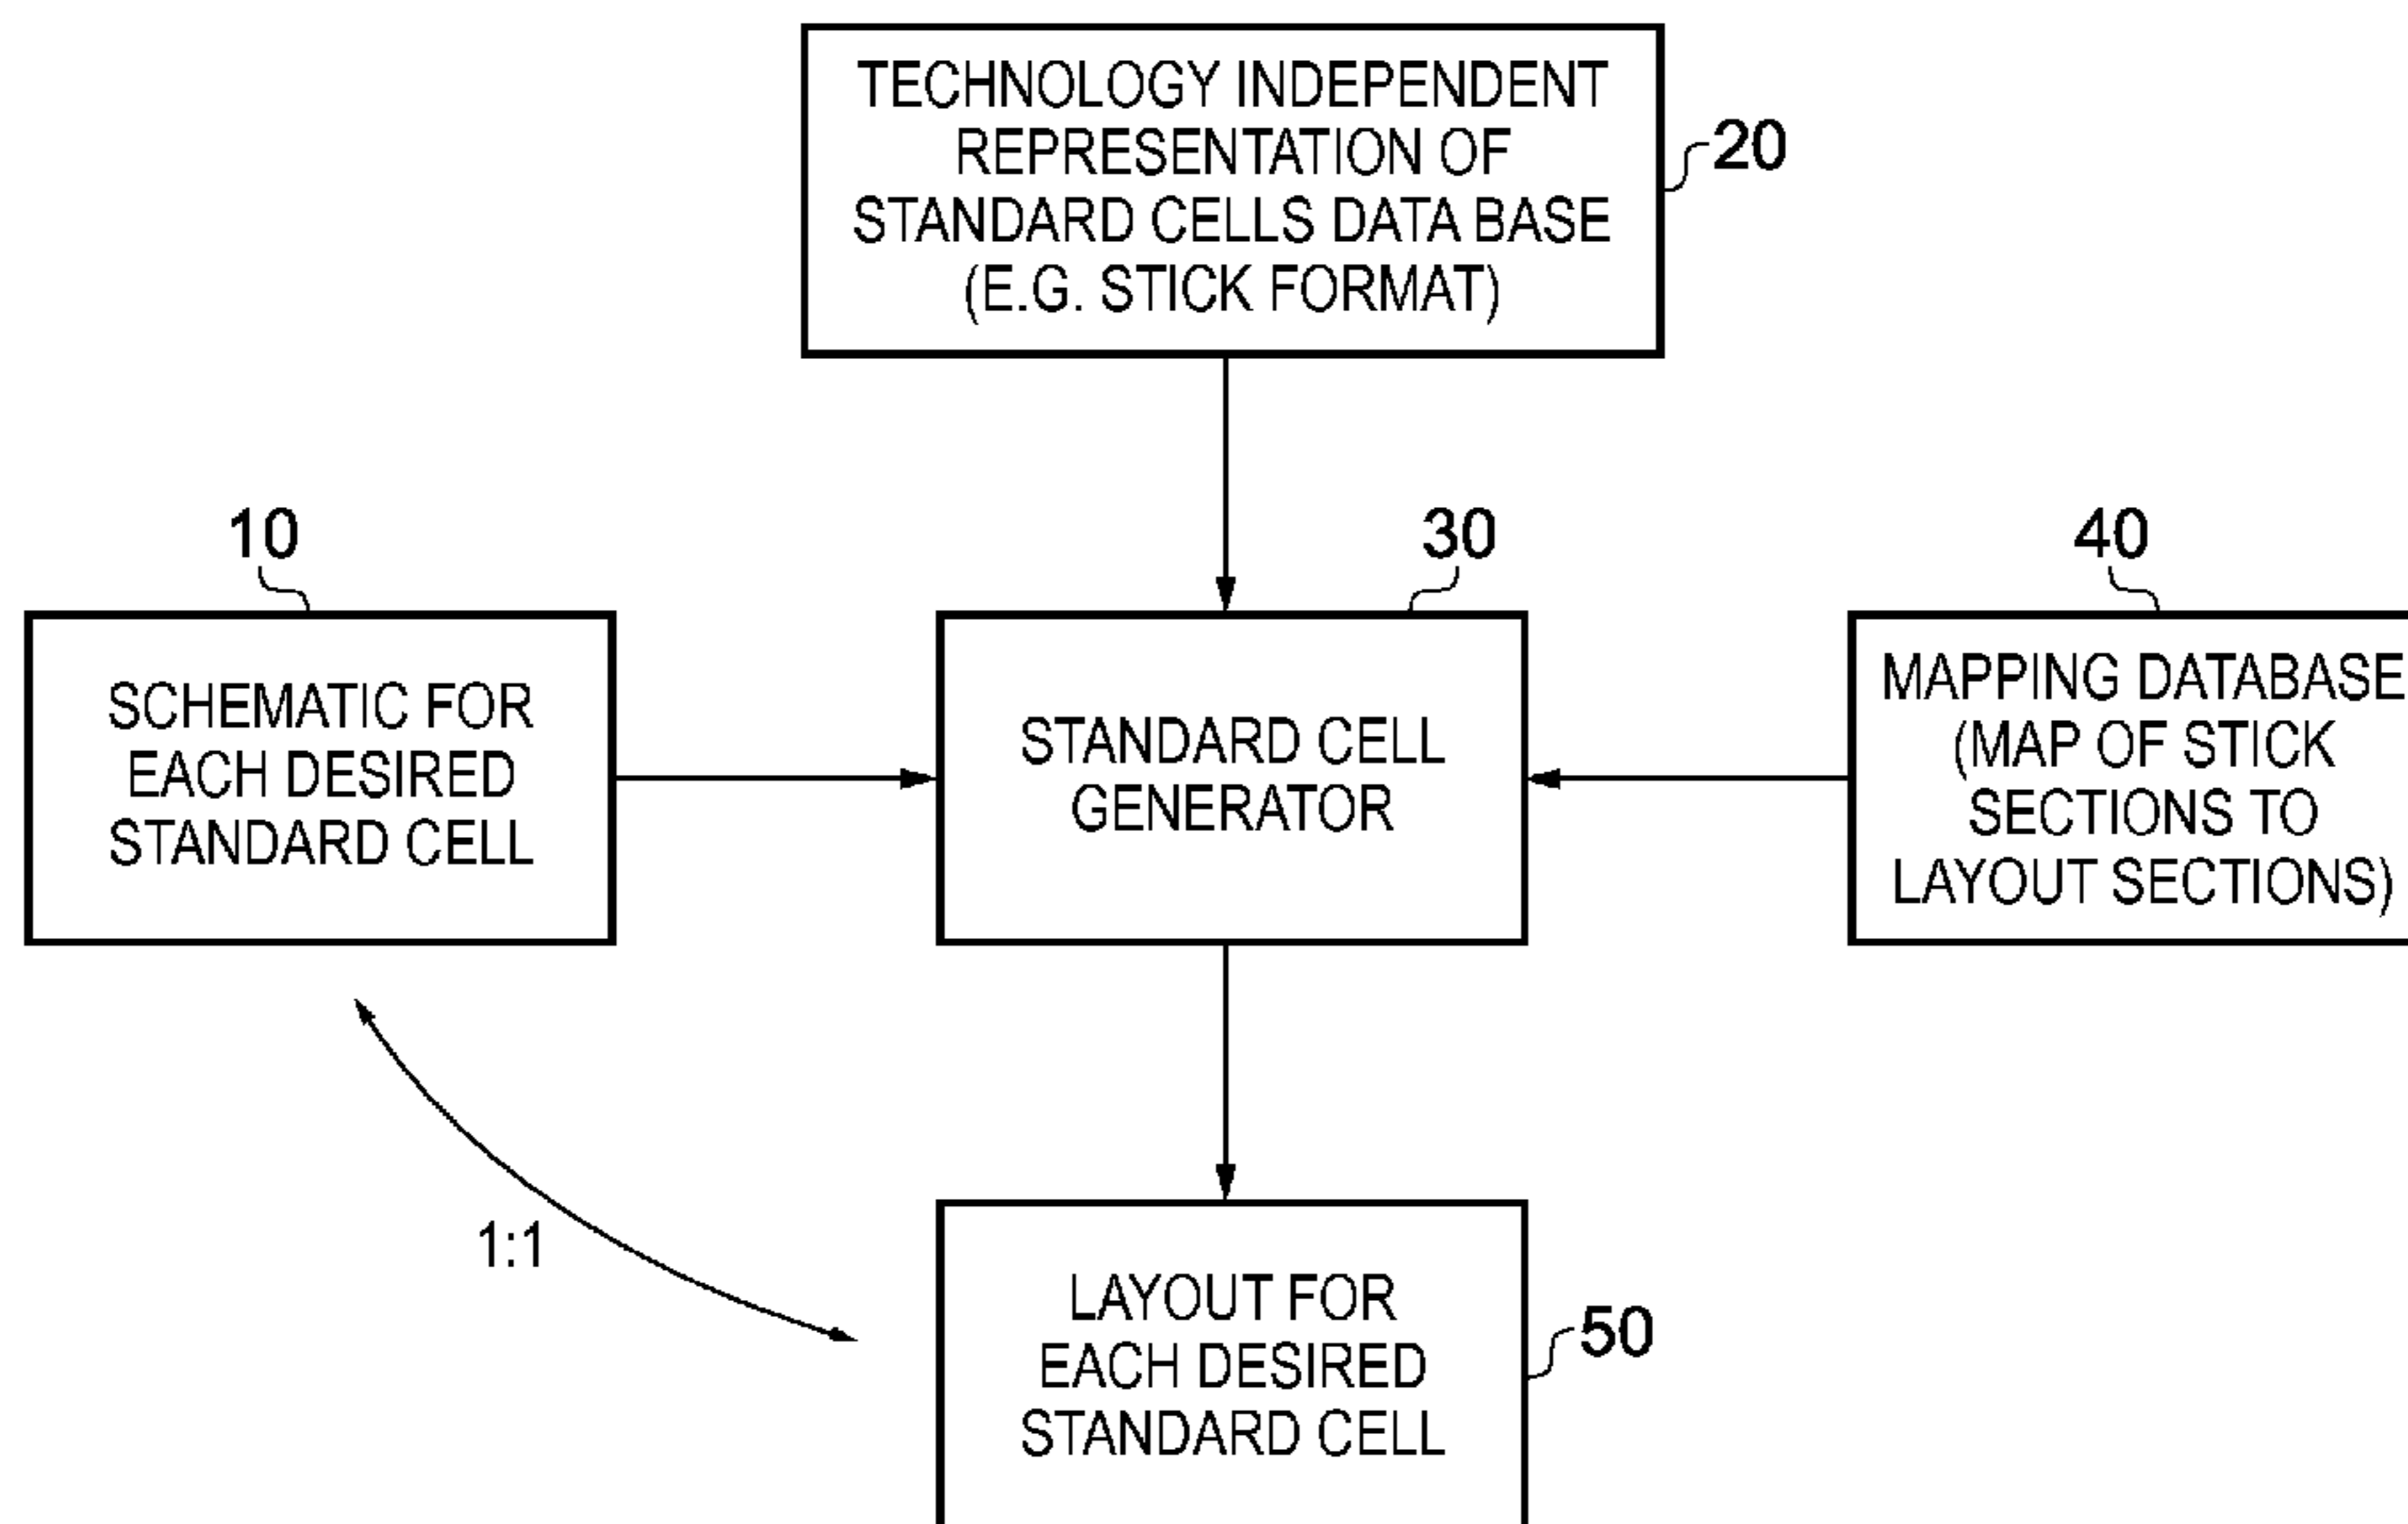 TECHNOLOGY INDEPENDENT
REPRESENTATION OF
STANDARD CELLS DATA BASE
(E.G. STICK FORMAT)
20
10
SCHEMATIC FOR
EACH DESIRED
STANDARD CELL
30
STANDARD CELL
GENERATOR
40
MAPPING DATABASE
(MAP OF STICK
SECTIONS TO
LAYOUT SECTIONS)
1:1
LAYOUT FOR
EACH DESIRED
STANDARD CELL
50